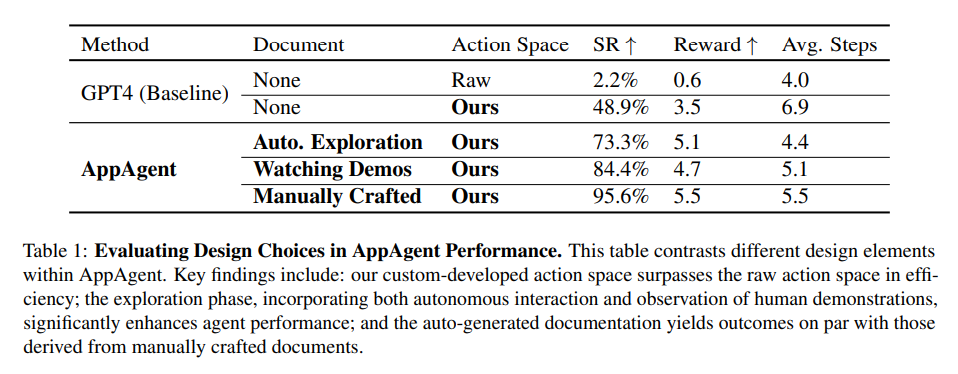 Method Document Action Space SR ↑ Reward ↑ Avg. Steps
GPT4 (Baseline) None Raw 2.2% 0.6 4.0
None Ours 48.9% 3.5 6.9
AppAgent Auto. Exploration Ours 73.3% 5.1 4.4
Watching Demos Ours 84.4% 4.7 5.1
Manually Crafted Ours 95.6% 5.5 5.5
Table 1: Evaluating Design Choices in AppAgent Performance. This table contrasts different design elements
within AppAgent. Key findings include: our custom-developed action space surpasses the raw action space in effi-
ciency; the exploration phase, incorporating both autonomous interaction and observation of human demonstrations,
significantly enhances agent performance; and the auto-generated documentation yields outcomes on par with those
derived from manually crafted documents.